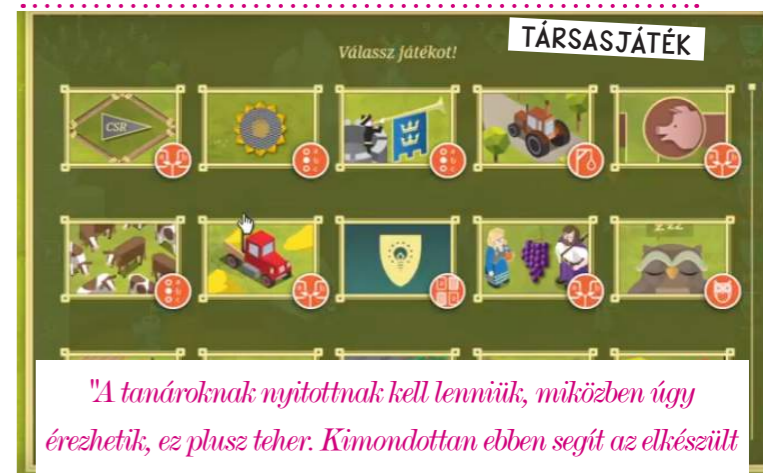 TÁRSASJÁTÉK
Válassz játékot!
CSR
a
b
c
a
b
c
zzz
a
b
c
"A tanároknak nyitottnak kell lenniük, miközben úgy
érezhetik, ez plusz teher. Kimondottan ebben segít az elkészült